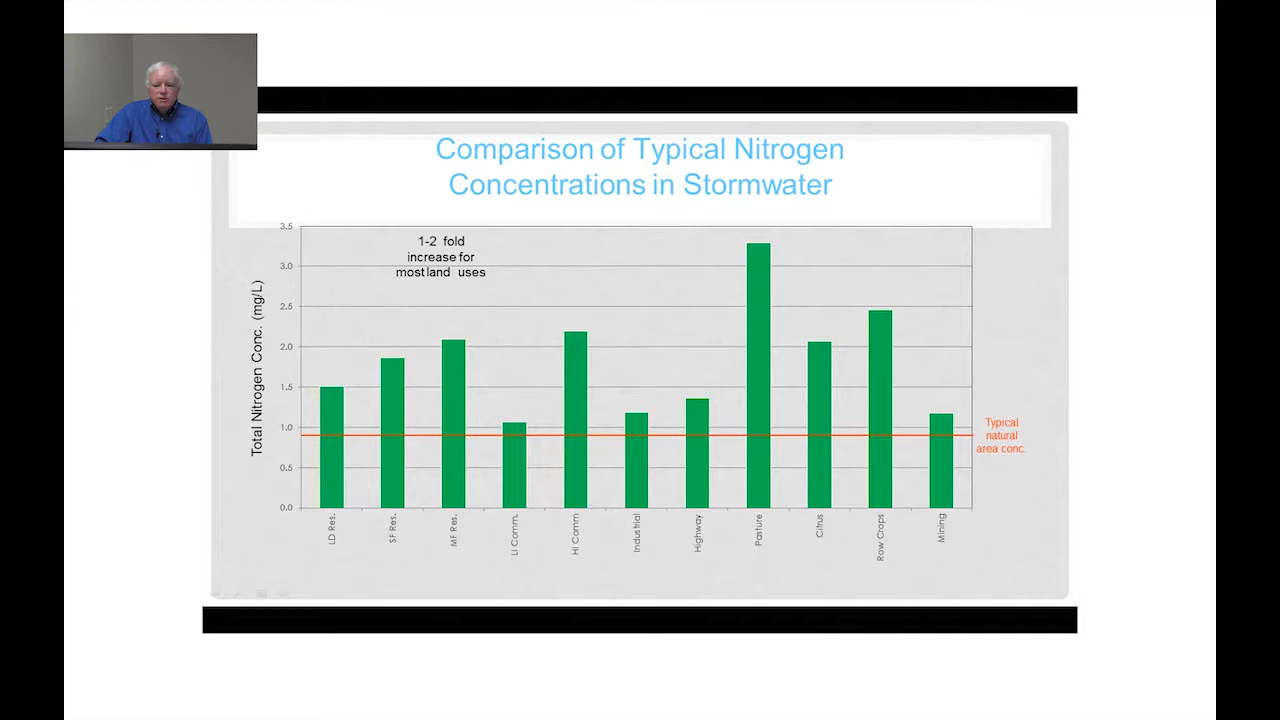 Comparison of Typical Nitrogen
Concentrations in Stormwater
1-2 fold
increase for
most land uses
Total Nitrogen Conc. (mg/L)
3.5
3.0
2.5
2.0
1.5
1.0
0.5
0.0
Typical
natural
area conc.
LD Res.
SF Res.
MF Res.
LI Comm.
HI Comm
Industrial
Highway
Pasture
Citrus
Row Crops
Mining